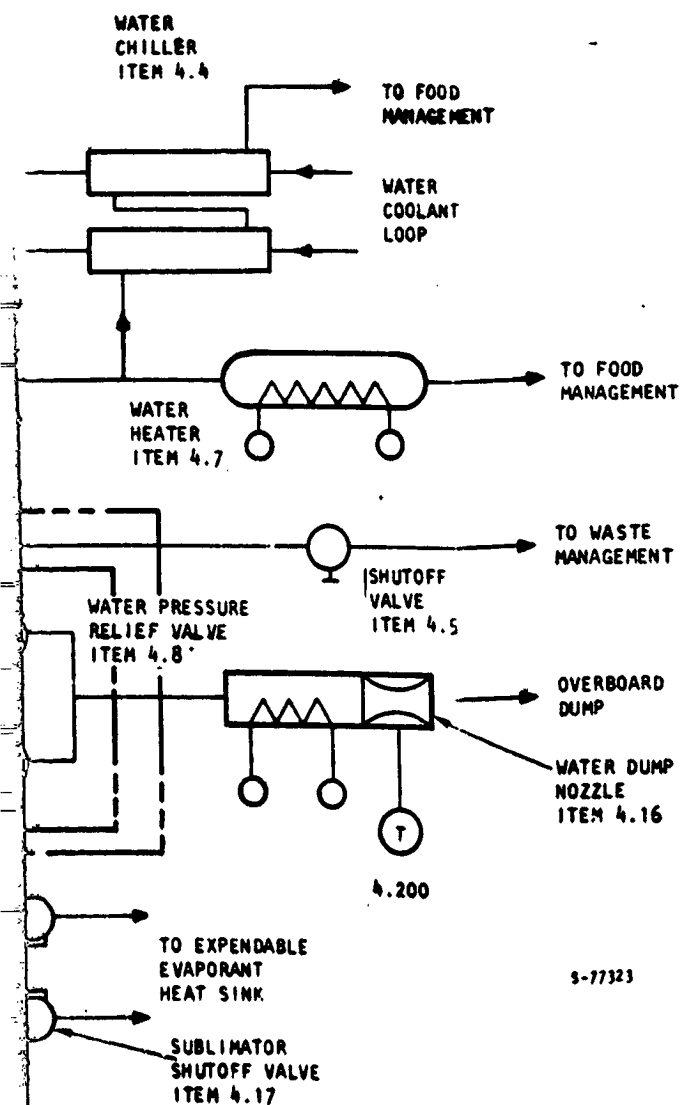 WATER
CHILLER
ITEM 4.4
TO FOOD
MANAGEMENT
WATER
COOLANT
LOOP
TO FOOD
MANAGEMENT
WATER
HEATER
ITEM 4.7
TO WASTE
MANAGEMENT
SHUTOFF
VALVE
ITEM 4.5
WATER PRESSURE
RELIEF VALVE
ITEM 4.8
OVERBOARD
DUMP
WATER DUMP
NOZZLE
ITEM 4.16
T
4.200
TO EXPENDABLE
EVAPORANT
HEAT SINK
S-77323
SUBLIMATOR
SHUTOFF VALVE
ITEM 4.17